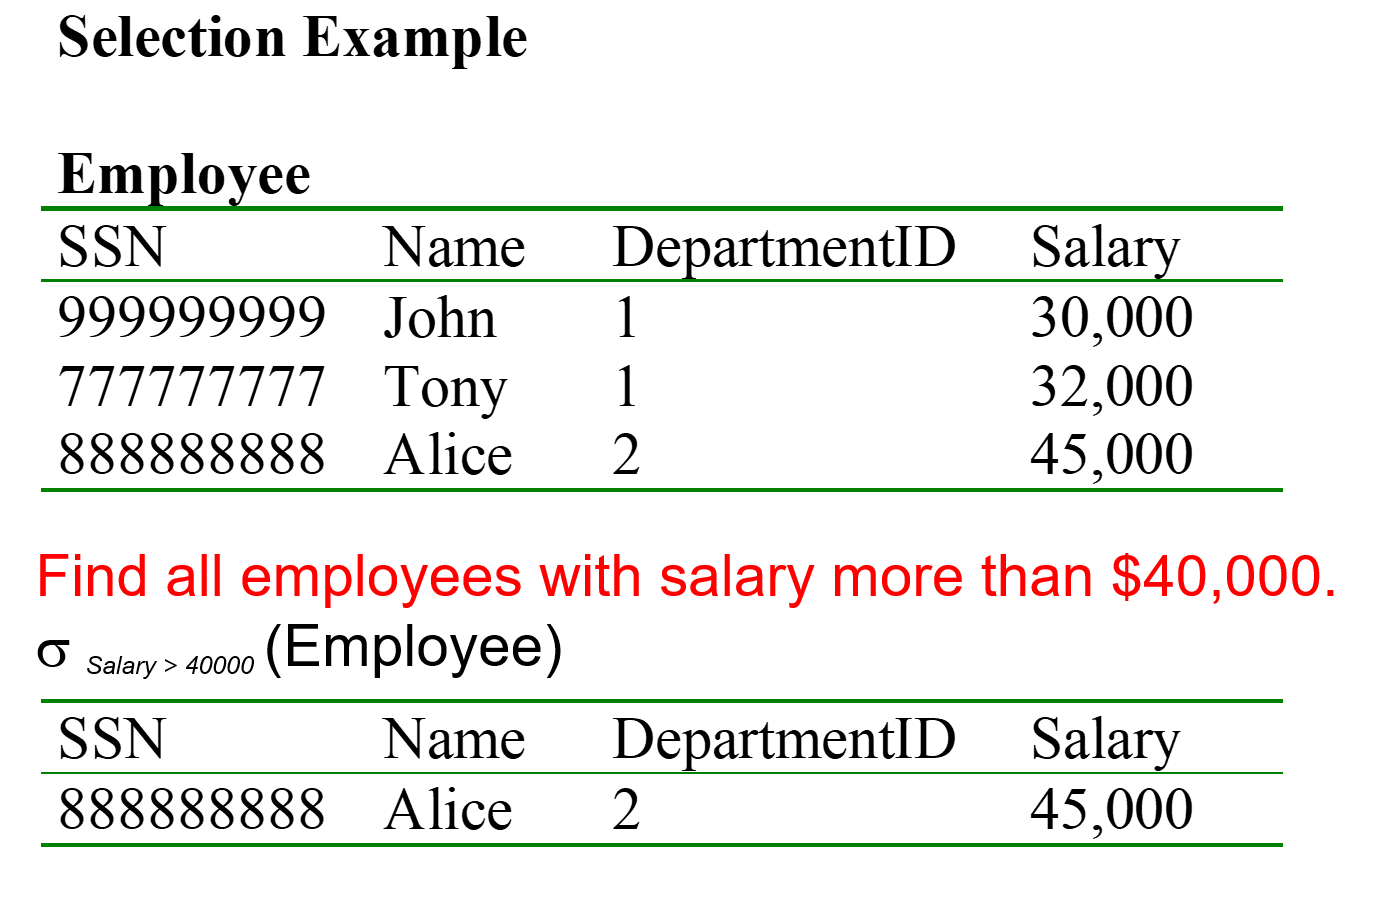 Selection Example
Employee
SSN Name DepartmentID Salary
999999999 John 1 30,000
777777777 Tony 1 32,000
888888888 Alice 2 45,000
Find all employees with salary more than $40,000.
σ Salary > 40000 (Employee)
SSN Name DepartmentID Salary
888888888 Alice 2 45,000